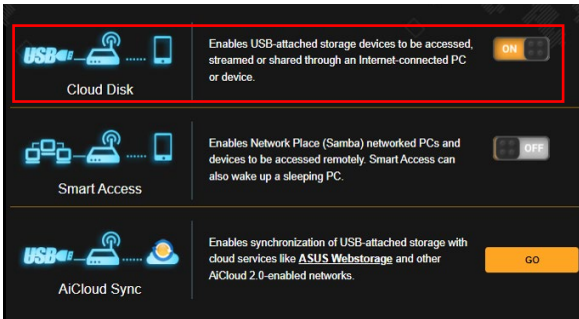 Enables USB-attached storage devices to be accessed,
streamed or shared through an Internet-connected PC
or device.
ON
USB
Cloud Disk
Enables Network Place (Samba) networked PCs and
devices to be accessed remotely. Smart Access can
also wake up a sleeping PC.
OFF
Smart Access
Enables synchronization of USB-attached storage with
cloud services like ASUS Webstorage and other
AiCloud 2.0-enabled networks.
GO
USB
AiCloud Sync